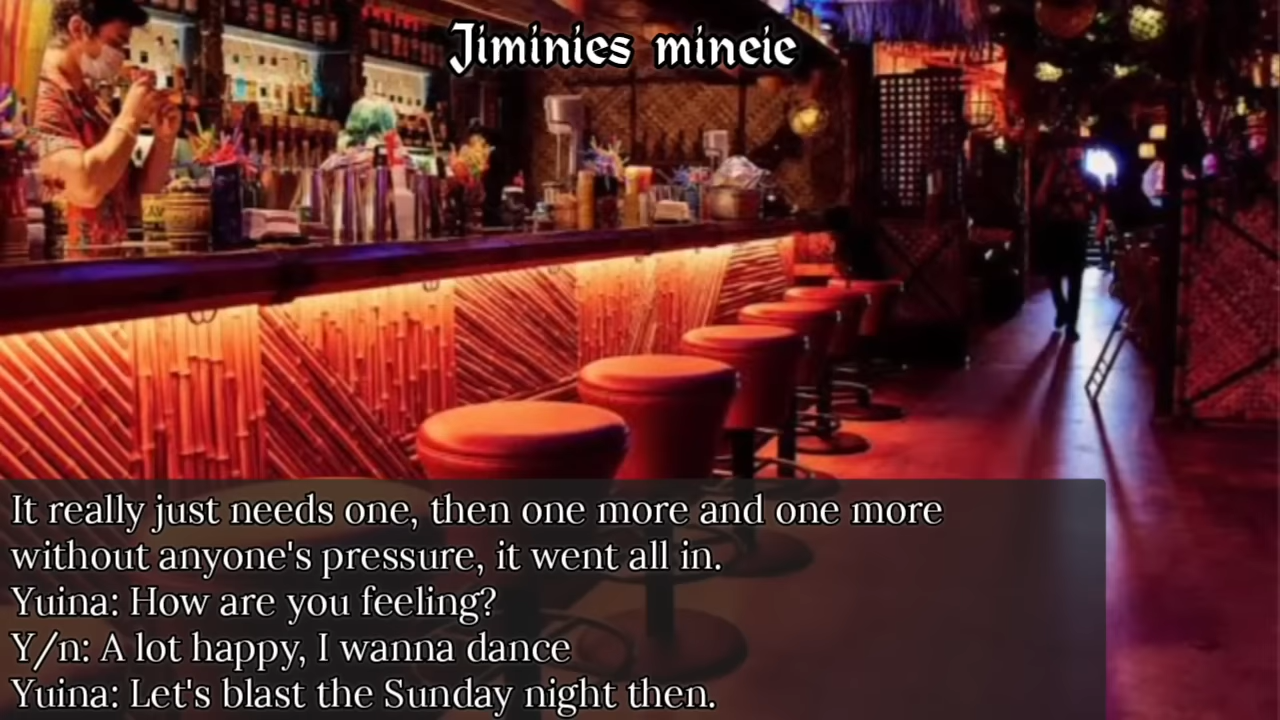 Jiminies mincie
It really just needs one, then one more and one more
without anyone's pressure, it went all in.
Yuina: How are you feeling?
Y/n: A lot happy, I wanna dance
Yuina: Let's blast the Sunday night then.